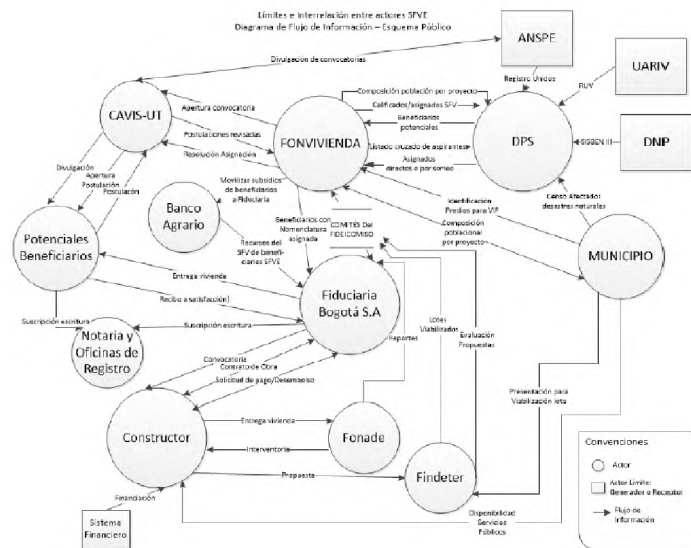 Límites e Interrelación entre actores SFVE
Diagrama de Flujo de Información – Esquema Público
ANSPE
UARIV
DNP
DPS
MUNICIPIO
FONVIVIENDA
CAVIS-UT
Divulgación de convocatorias
Registro Unidos
RUV
SISBEN III
Composición población por proyecto
Calificados/asignados SFV
Beneficiarios
potenciales
Listado cruzado de aspirantes
Asignados
directos o por sorteo
Apertura convocatoria
Postulaciones revisadas
Resolución Asignación
Divulgación
Apertura
Postulación
Postulación
Movilizar subsidios
de beneficiarios
a Fiduciaria
Banco
Agrario
Beneficiarios con
Nomenclatura
asignada
COMITÉS Del
FIDEICOMISO
Identificación
Predios para VIP
Composición
poblacional
por proyecto
Censo Afectados
desastres naturales
Potenciales
Beneficiarios
Recursos del
SFV de benefi-
ciarios SFVE
Entrega vivienda
Recibo a satisfacción
Fiduciaria
Bogotá S.A
Suscripción escritura
Suscripción escritura
Notaria y
Oficinas de
Registro
Convocatoria
Contrato de Obra
Solicitud de pago/Desembolso
Reportes
Lotes
Viabilizados
Evaluación
Propuestas
Presentación para
Viabilización lote
Constructor
Entrega vivienda
Interventoría
Propuesta
Fonade
Findeter
Financiación
Sistema
Financiero
Disponibilidad
Servicios
Públicos
Convenciones
Actor
Actor Límite:
Generador o Receptor
Flujo de
Información